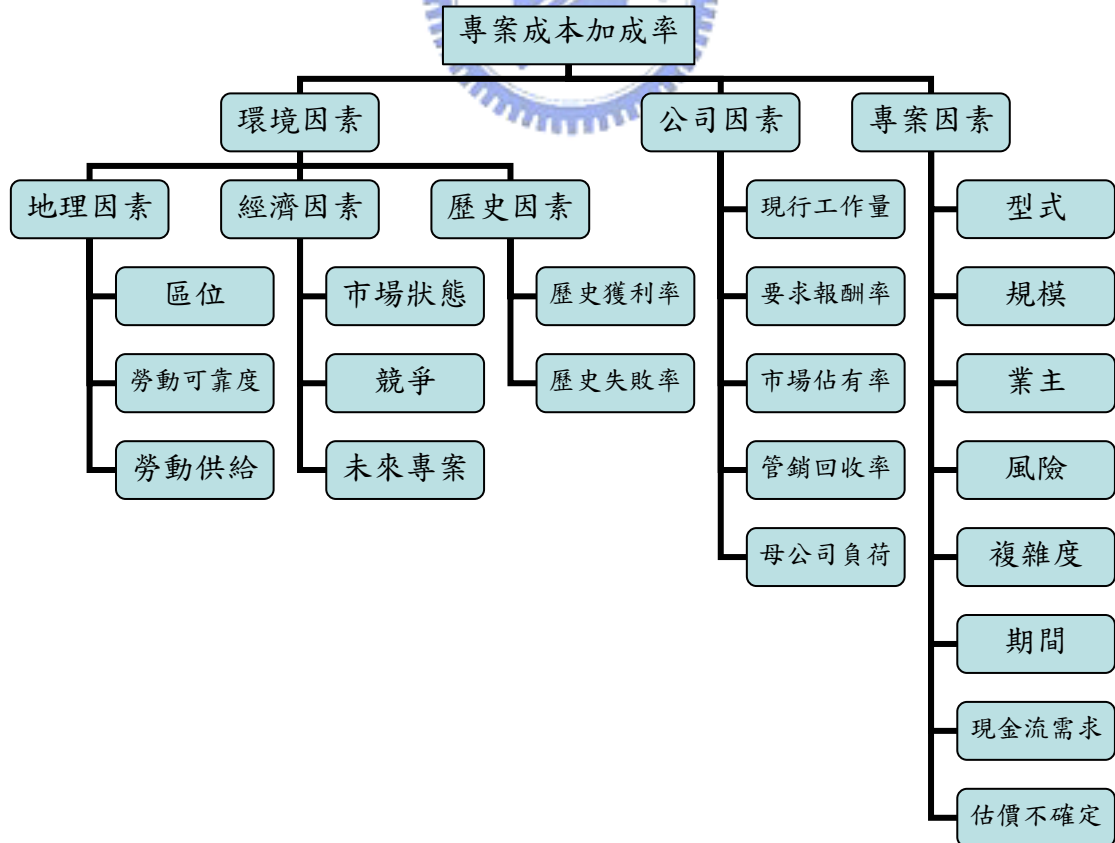 專案成本加成率
環境因素
公司因素
專案因素
地理因素
經濟因素
歷史因素
區位
勞動可靠度
勞動供給
市場狀態
競爭
未來專案
歷史獲利率
歷史失敗率
現行工作量
要求報酬率
市場佔有率
管銷回收率
母公司負荷
型式
規模
業主
風險
複雜度
期間
現金流需求
估價不確定